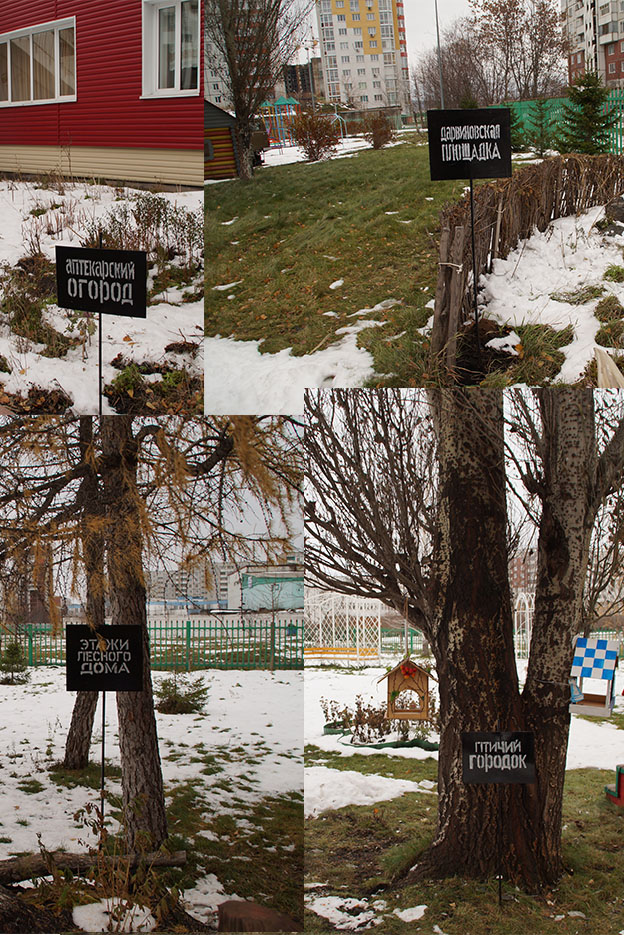 аптекарский
огород
дарвиновская
площадка
этажи
лесного
дома
птичий
городок